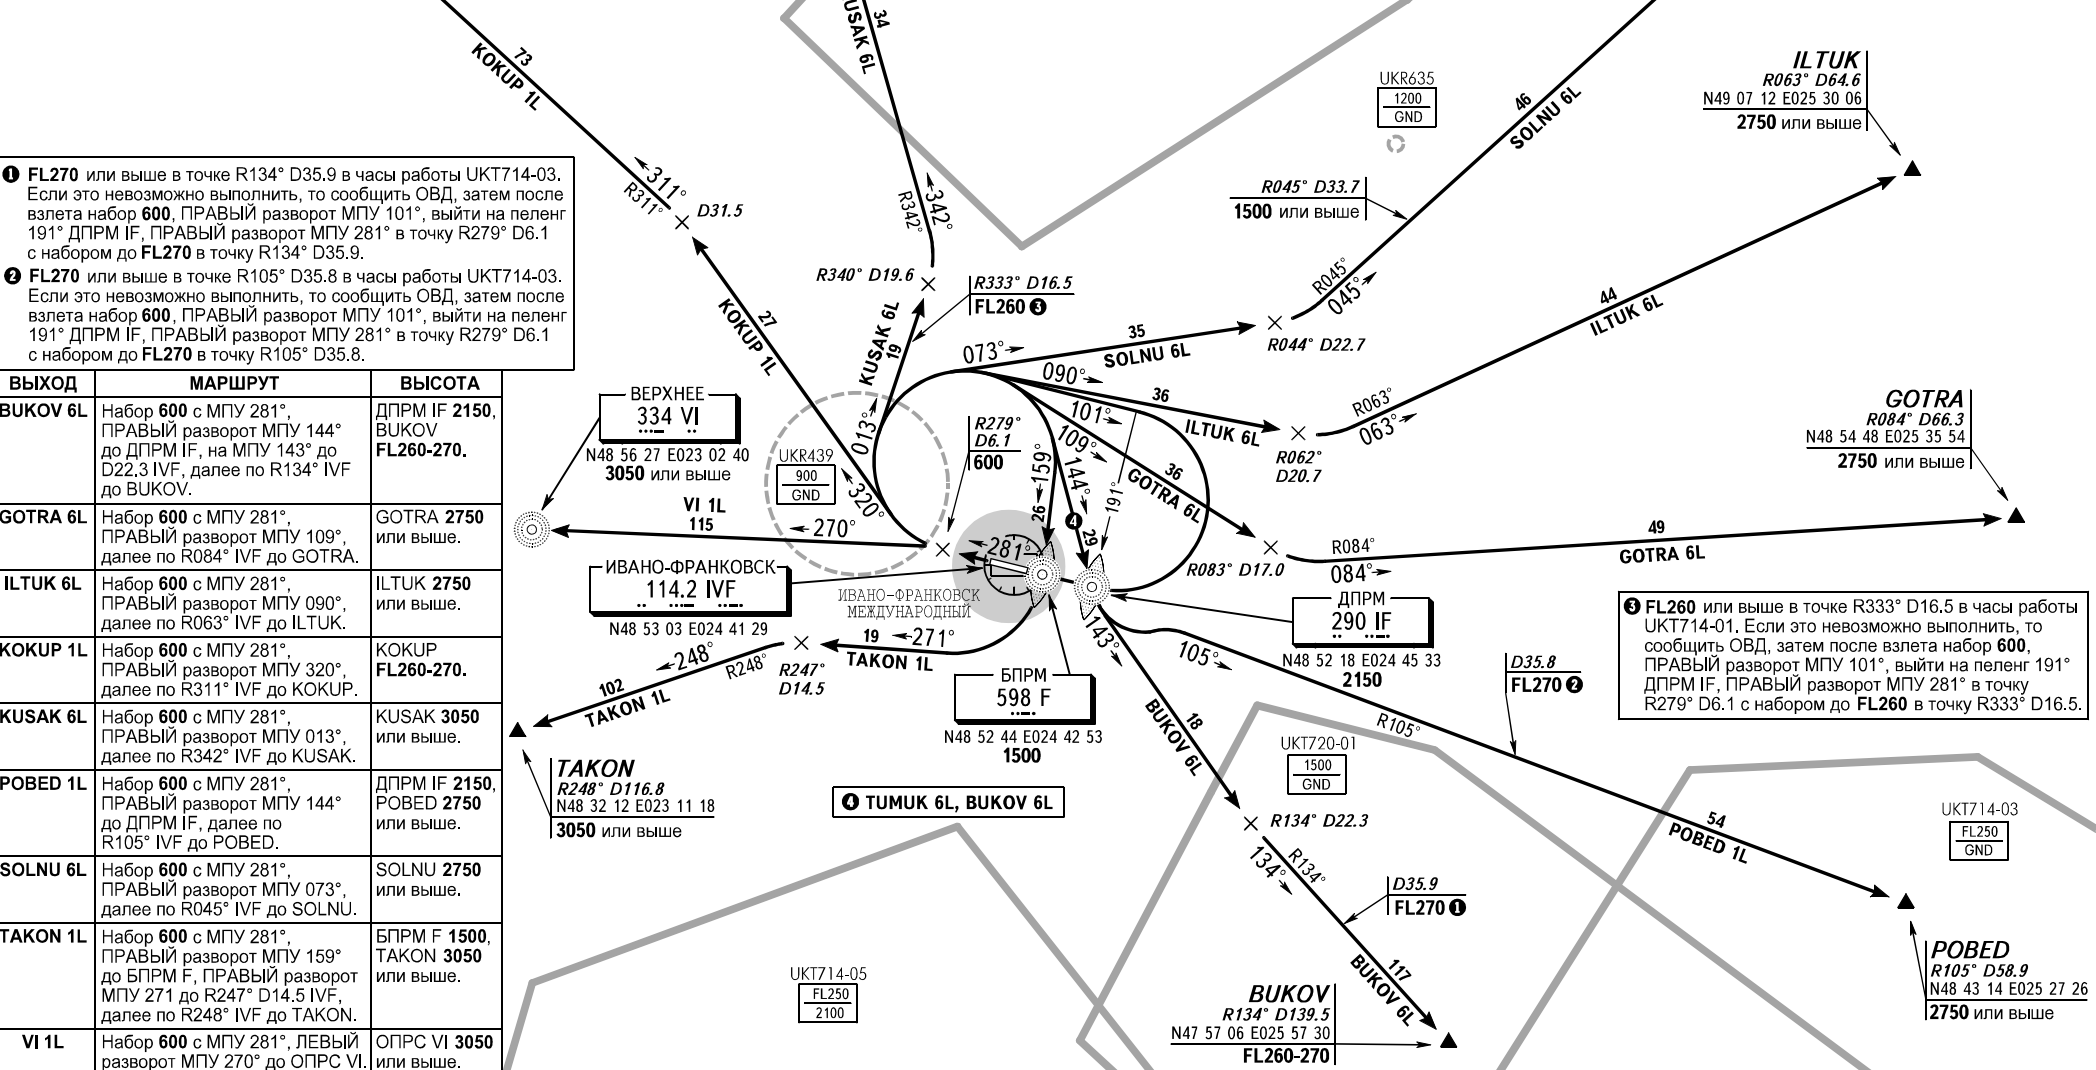 ❶ FL270 или выше в точке R134° D35.9 в часы работы UKT714-03.
Если это невозможно выполнить, то сообщить ОВД, затем после
взлета набор 600, ПРАВЫЙ разворот МПУ 101°, выйти на пеленг
191° ДПРМ IF, ПРАВЫЙ разворот МПУ 281° в точку R279° D6.1
с набором до FL270 в точку R134° D35.9.
❷ FL270 или выше в точке R105° D35.8 в часы работы UKT714-03.
Если это невозможно выполнить, то сообщить ОВД, затем после
взлета набор 600, ПРАВЫЙ разворот МПУ 101°, выйти на пеленг
191° ДПРМ IF, ПРАВЫЙ разворот МПУ 281° в точку R279° D6.1
с набором до FL270 в точку R105° D35.8.
ВЫХОД МАРШРУТ ВЫСОТА
BUKOV 6L
Набор 600 с МПУ 281°,
ПРАВЫЙ разворот МПУ 144°
до ДПРМ IF, на МПУ 143° до
D22.3 IVF, далее по R134° IVF
до BUKOV.
ДПРМ IF 2150,
BUKOV
FL260-270.
GOTRA 6L
Набор 600 с МПУ 281°,
ПРАВЫЙ разворот МПУ 109°,
далее по R084° IVF до GOTRA.
GOTRA 2750
или выше.
ILTUK 6L
Набор 600 с МПУ 281°,
ПРАВЫЙ разворот МПУ 090°,
далее по R063° IVF до ILTUK.
ILTUK 2750
или выше.
KOKUP 1L
Набор 600 с МПУ 281°,
ПРАВЫЙ разворот МПУ 320°,
далее по R311° IVF до KOKUP.
KOKUP
FL260-270.
KUSAK 6L
Набор 600 с МПУ 281°,
ПРАВЫЙ разворот МПУ 013°,
далее по R342° IVF до KUSAK.
KUSAK 3050
или выше.
POBED 1L
Набор 600 с МПУ 281°,
ПРАВЫЙ разворот МПУ 144°
до ДПРМ IF, далее по
R105° IVF до POBED.
ДПРМ IF 2150,
POBED 2750
или выше.
SOLNU 6L
Набор 600 с МПУ 281°,
ПРАВЫЙ разворот МПУ 073°,
далее по R045° IVF до SOLNU.
SOLNU 2750
или выше.
TAKON 1L
Набор 600 с МПУ 281°,
ПРАВЫЙ разворот МПУ 159°
до БПРМ F, ПРАВЫЙ разворот
МПУ 271 до R247° D14.5 IVF,
далее по R248° IVF до TAKON.
БПРМ F 1500,
TAKON 3050
или выше.
VI 1L
Набор 600 с МПУ 281°, ЛЕВЫЙ
разворот МПУ 270° до ОПРС VI.
ОПРС VI 3050
или выше.
73
KOKUP 1L
311°
R311°
D31.5
27
KOKUP 1L
320°
34
USAK 6L
342°
R342°
R340° D19.6
KUSAK 6L
19
013°
R333° D16.5
FL260 ❸
UKR635
1200
GND
46
SOLNU 6L
R045° D33.7
1500 или выше
R045°
045°
R044° D22.7
35
SOLNU 6L
073°
ILTUK
R063° D64.6
N49 07 12 E025 30 06
2750 или выше
44
ILTUK 6L
R063°
063°
R062°
D20.7
36
ILTUK 6L
090°
101°
109°
36
GOTRA 6L
GOTRA
R084° D66.3
N48 54 48 E025 35 54
2750 или выше
49
GOTRA 6L
R084°
084°
R083° D17.0
ВЕРХНЕЕ
334 VI
N48 56 27 E023 02 40
3050 или выше
UKR439
900
GND
VI 1L
115
270°
R279°
D6.1
600
159°
26
144°
❹
29
191°
281°
ИВАНО-ФРАНКОВСК
114.2 IVF
N48 53 03 E024 41 29
ИВАНО-ФРАНКОВСК
МЕЖДУНАРОДНЫЙ
ДПРМ
290 IF
N48 52 18 E024 45 33
2150
БПРМ
598 F
N48 52 44 E024 42 53
1500
19
271°
TAKON 1L
248°
R248°
R247°
D14.5
102
TAKON 1L
TAKON
R248° D116.8
N48 32 12 E023 11 18
3050 или выше
❹ TUMUK 6L, BUKOV 6L
143°
18
BUKOV 6L
105°
R105°
D35.8
FL270 ❷
❸ FL260 или выше в точке R333° D16.5 в часы работы
UKT714-01. Если это невозможно выполнить, то
сообщить ОВД, затем после взлета набор 600,
ПРАВЫЙ разворот МПУ 101°, выйти на пеленг 191°
ДПРМ IF, ПРАВЫЙ разворот МПУ 281° в точку
R279° D6.1 с набором до FL260 в точку R333° D16.5.
UKT720-01
1500
GND
R134° D22.3
134°
R134°
D35.9
FL270 ❶
54
POBED 1L
UKT714-03
FL250
GND
POBED
R105° D58.9
N48 43 14 E025 27 26
2750 или выше
UKT714-05
FL250
2100
117
BUKOV 6L
BUKOV
R134° D139.5
N47 57 06 E025 57 30
FL260-270